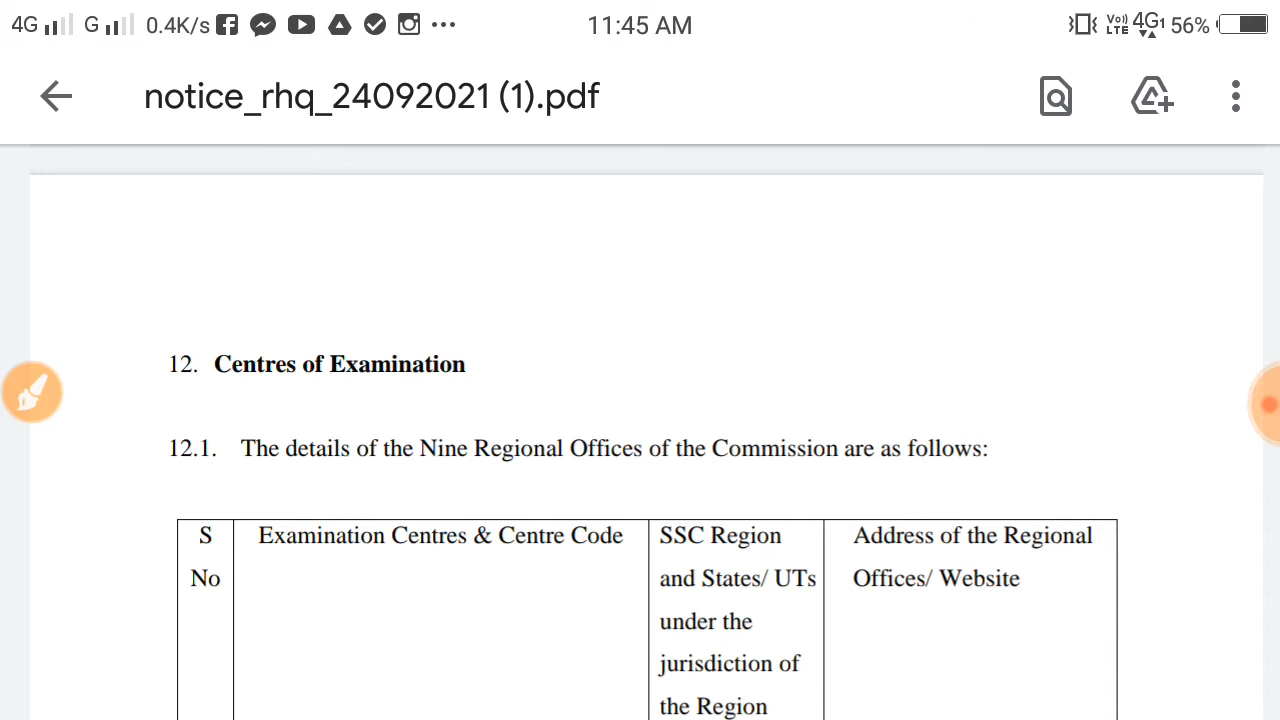 4G G 0.4K/s 11:45 AM Vo) LTE 4G1 56%
notice_rhq_24092021 (1).pdf
12. Centres of Examination
12.1. The details of the Nine Regional Offices of the Commission are as follows:
S No
Examination Centres & Centre Code
SSC Region
and States/ UTs
under the
jurisdiction of
the Region
Address of the Regional
Offices/ Website